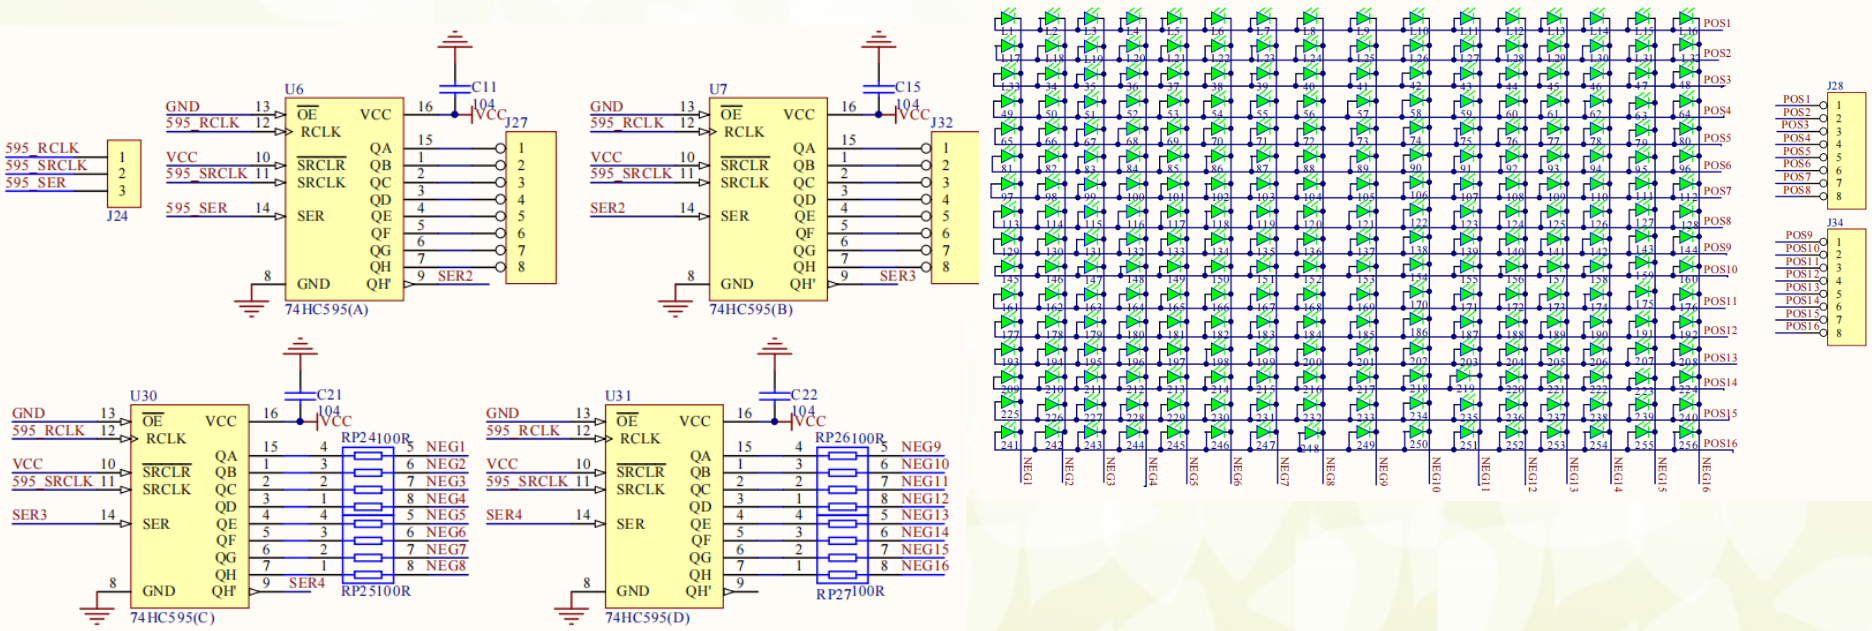 U6
C11
104
GND 13 OE VCC 16 VCC
595_RCLK 12 RCLK
J27
QA 15 1
VCC 10 SRCLR QB 1 2
595_SRCLK 11 SRCLK QC 2 3
QD 3 4
595_SER 14 SER QE 4 5
QF 5 6
QG 6 7
QH 7 8
8 GND QH' 9 SER2
74HC595(A)
595_RCLK 1
595_SRCLK 2
595_SER 3
J24
U7
C15
104
GND 13 OE VCC 16 VCC
595_RCLK 12 RCLK
J32
QA 15 1
VCC 10 SRCLR QB 1 2
595_SRCLK 11 SRCLK QC 2 3
QD 3 4
SER2 14 SER QE 4 5
QF 5 6
QG 6 7
QH 7 8
8 GND QH' 9 SER3
74HC595(B)
U30
C21
104
GND 13 OE VCC 16 VCC
595_RCLK 12 RCLK
RP24 100R
QA 15 4 5 NEG1
VCC 10 SRCLR QB 1 3 6 NEG2
595_SRCLK 11 SRCLK QC 2 2 7 NEG3
QD 3 1 8 NEG4
SER3 14 SER QE 4 4 5 NEG5
QF 5 3 6 NEG6
QG 6 2 7 NEG7
QH 7 1 8 NEG8
8 GND QH' 9 SER4
RP25 100R
74HC595(C)
U31
C22
104
GND 13 OE VCC 16 VCC
595_RCLK 12 RCLK
RP26 100R
QA 15 4 5 NEG9
VCC 10 SRCLR QB 1 3 6 NEG10
595_SRCLK 11 SRCLK QC 2 2 7 NEG11
QD 3 1 8 NEG12
SER4 14 SER QE 4 4 5 NEG13
QF 5 3 6 NEG14
QG 6 2 7 NEG15
QH 7 1 8 NEG16
8 GND QH' 9
RP27 100R
74HC595(D)
L1 L2 L3 L4 L5 L6 L7 L8 L9 L10 L11 L12 L13 L14 L15 L16 POS1
L17 L18 L19 L20 L21 L22 L23 L24 L25 L26 L27 L28 L29 L30 L31 POS2
L33 34 35 36 37 38 39 40 41 42 43 44 45 46 47 48 POS3
49 50 51 52 53 54 55 56 57 58 59 60 61 62 63 64 POS4
65 66 67 68 69 70 71 72 73 74 75 76 77 78 79 80 POS5
81 82 83 84 85 86 87 88 89 90 91 92 93 94 95 96 POS6
97 98 99 100 101 102 103 104 105 106 107 108 109 110 111 112 POS7
113 114 115 116 117 118 119 120 121 122 123 124 125 126 127 128 POS8
129 130 131 132 133 134 135 136 137 138 139 140 141 142 143 144 POS9
145 146 147 148 149 150 151 152 153 154 155 156 157 158 159 160 POS10
161 162 163 164 165 166 167 168 169 170 171 172 173 174 175 176 POS11
177 178 179 180 181 182 183 184 185 186 187 188 189 190 191 192 POS12
193 194 195 196 197 198 199 200 201 202 203 204 205 206 207 208 POS13
209 210 211 212 213 214 215 216 217 218 219 220 221 222 223 224 POS14
225 226 227 228 229 230 231 232 233 234 235 236 237 238 239 240 POS15
241 242 243 244 245 246 247 248 249 250 251 252 253 254 255 256 POS16
NEG1 NEG2 NEG3 NEG4 NEG5 NEG6 NEG7 NEG8 NEG9 NEG10 NEG11 NEG12 NEG13 NEG14 NEG15 NEG16
J28
POS1 1
POS2 2
POS3 3
POS4 4
POS5 5
POS6 6
POS7 7
POS8 8
J34
POS9 1
POS10 2
POS11 3
POS12 4
POS13 5
POS14 6
POS15 7
POS16 8